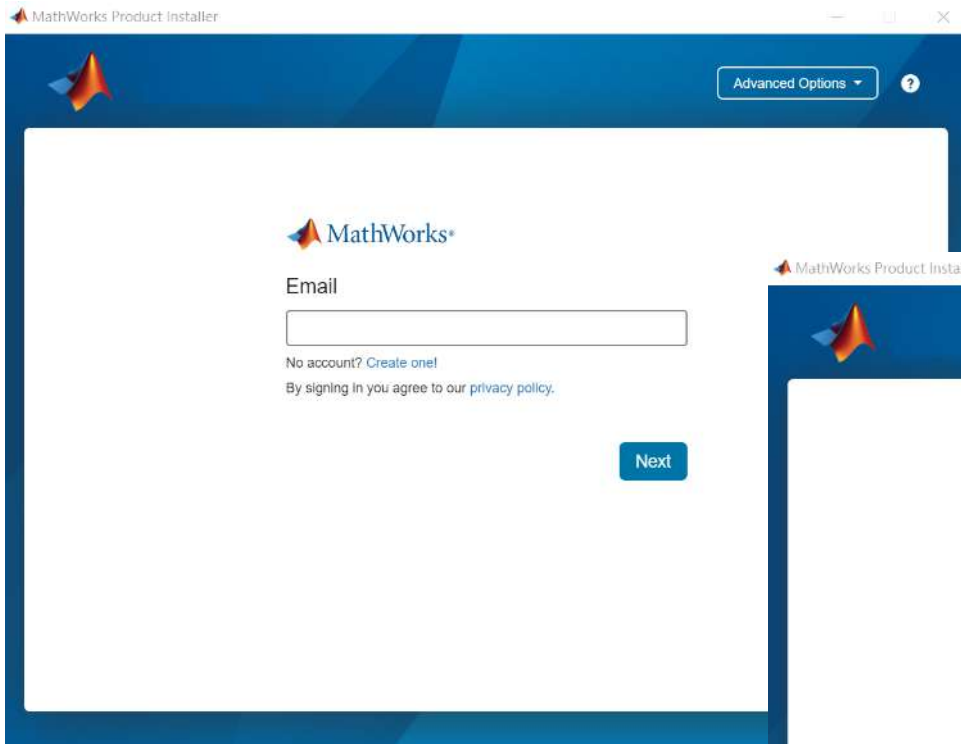 MathWorks Product Installer
Advanced Options
?
MathWorks®
Email
No account? Create one!
By signing in you agree to our privacy policy.
Next
MathWorks Product Insta